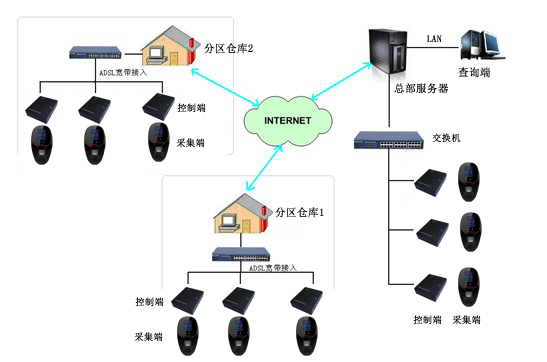 分区仓库2
ADSL宽带接入
控制端
采集端
INTERNET
LAN
总部服务器
查询端
交换机
控制端
采集端
分区仓库1
ADSL宽带接入
控制端
采集端